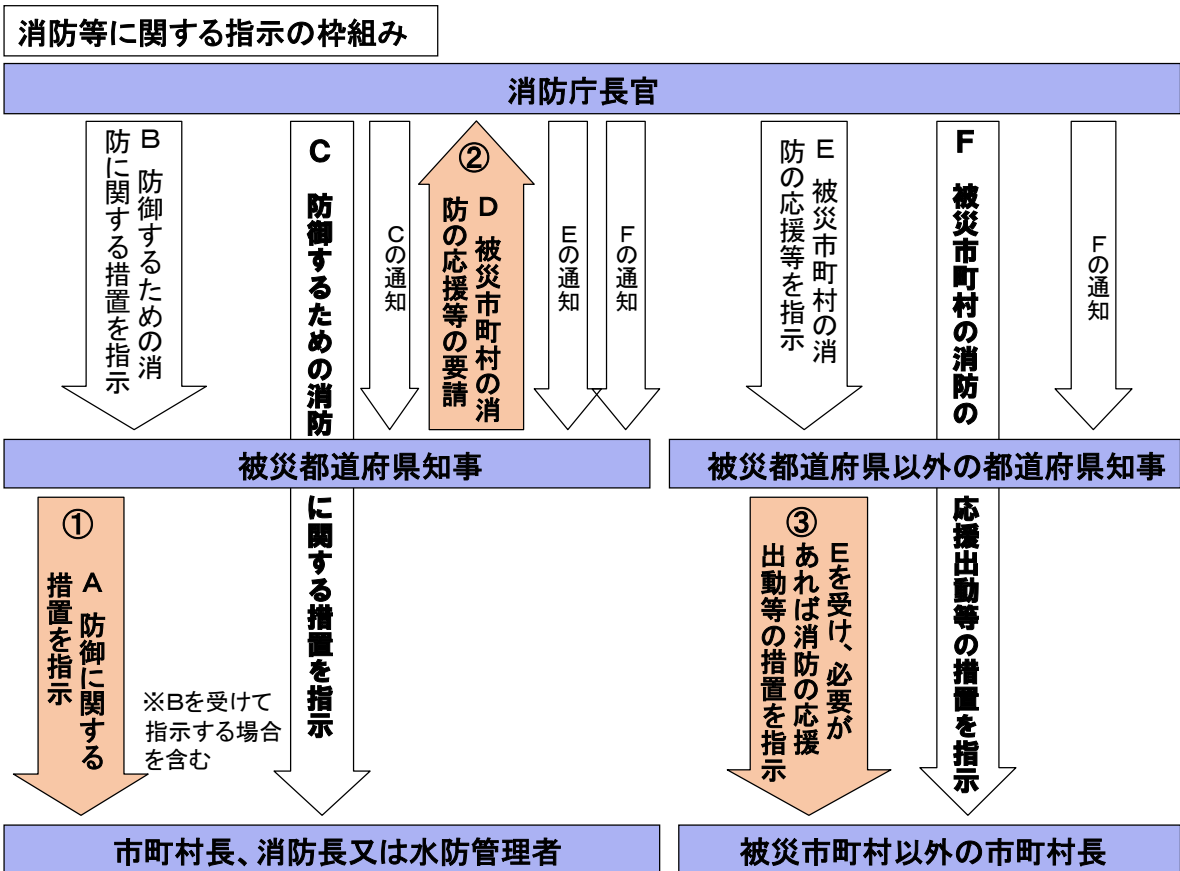 消防等に関する指示の枠組み
消防庁長官
B 防御するための消
防に関する措置を指示
C 防御するための消防に関する措置を指示
Cの通知
②
D 被災市町村の消
防の応援等の要請
Eの通知
Fの通知
E 被災市町村の消
防の応援等を指示
F 被災市町村の消防の応援出動等の措置を指示
Fの通知
被災都道府県知事
被災都道府県以外の都道府県知事
①
A 防御に関する
措置を指示
※Bを受けて
指示する場合
を含む
③
Eを受け、必要が
あれば消防の応援
出動等の措置を指示
市町村長、消防長又は水防管理者
被災市町村以外の市町村長